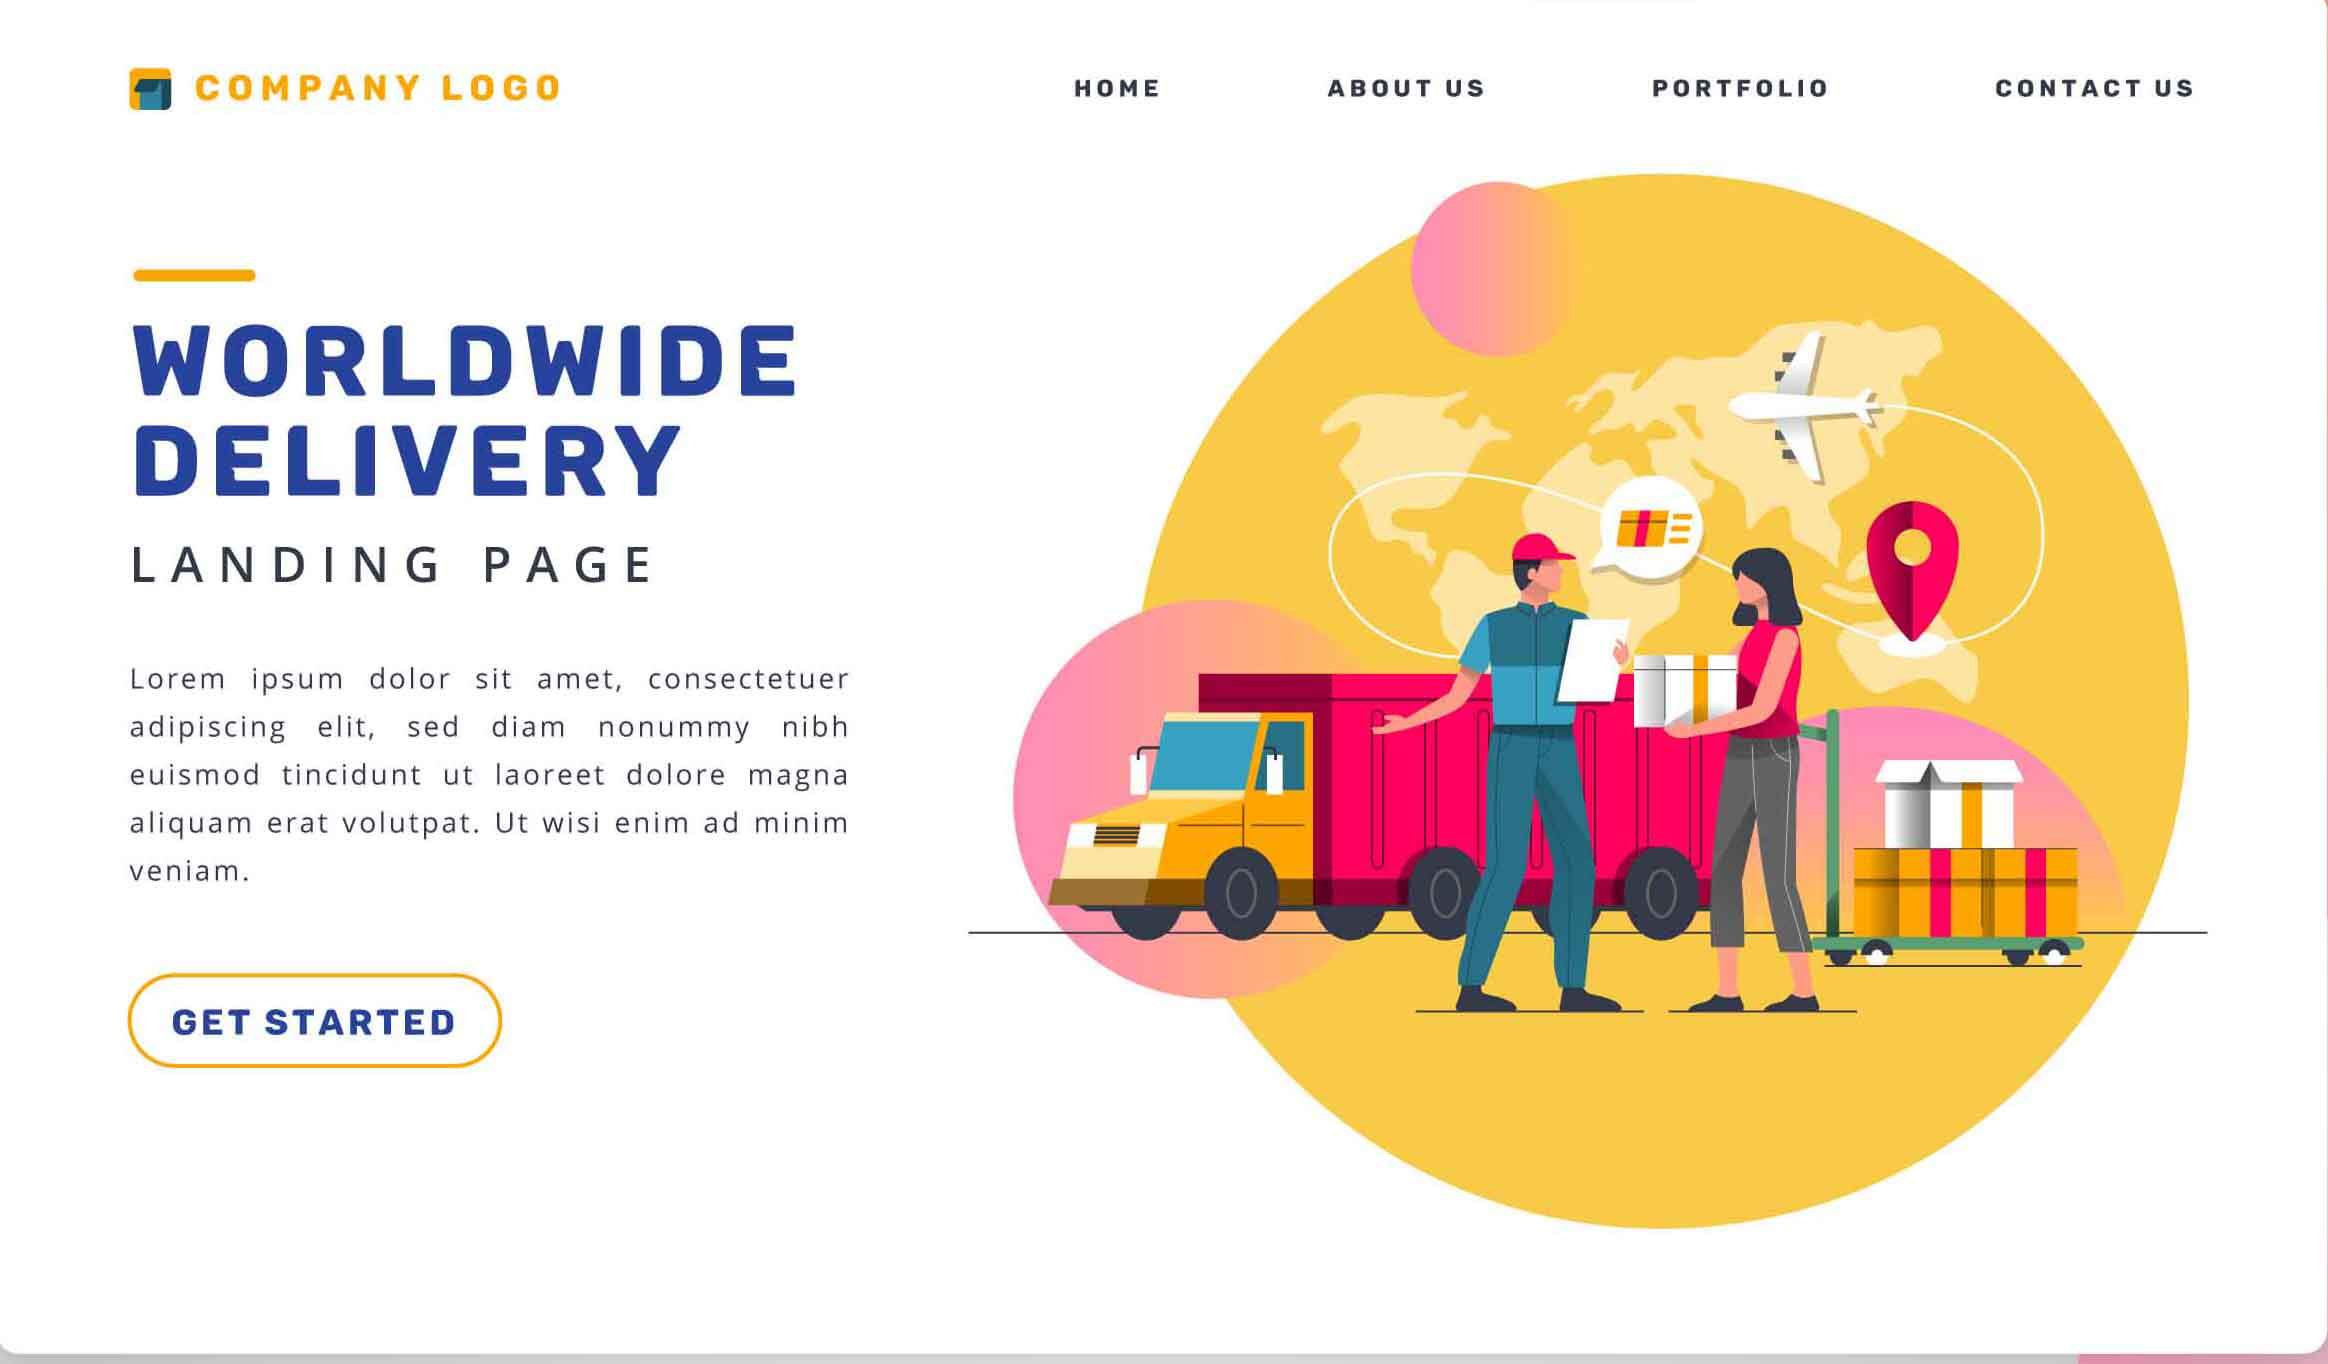 COMPANY LOGO
HOME
ABOUT US
PORTFOLIO
CONTACT US
WORLDWIDE
DELIVERY
LANDING PAGE
Lorem ipsum dolor sit amet, consectetuer
adipiscing elit, sed diam nonummy nibh
euismod tincidunt ut laoreet dolore magna
aliquam erat volutpat. Ut wisi enim ad minim
veniam.
GET STARTED